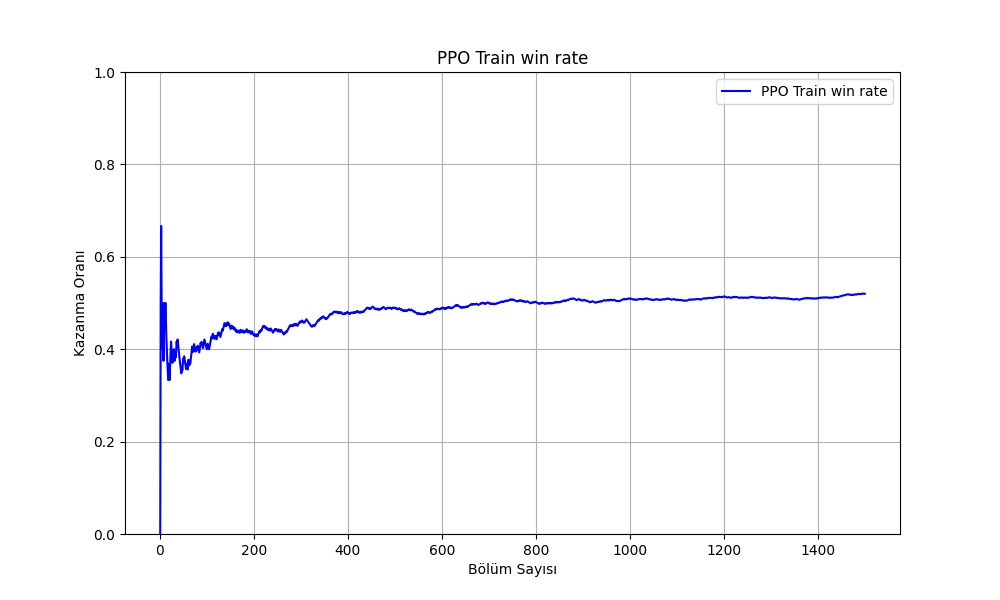 PPO Train win rate
PPO Train win rate
Kazanma Oranı
1.0
0.8
0.6
0.4
0.2
0.0
0 200 400 600 800 1000 1200 1400
Bölüm Sayısı